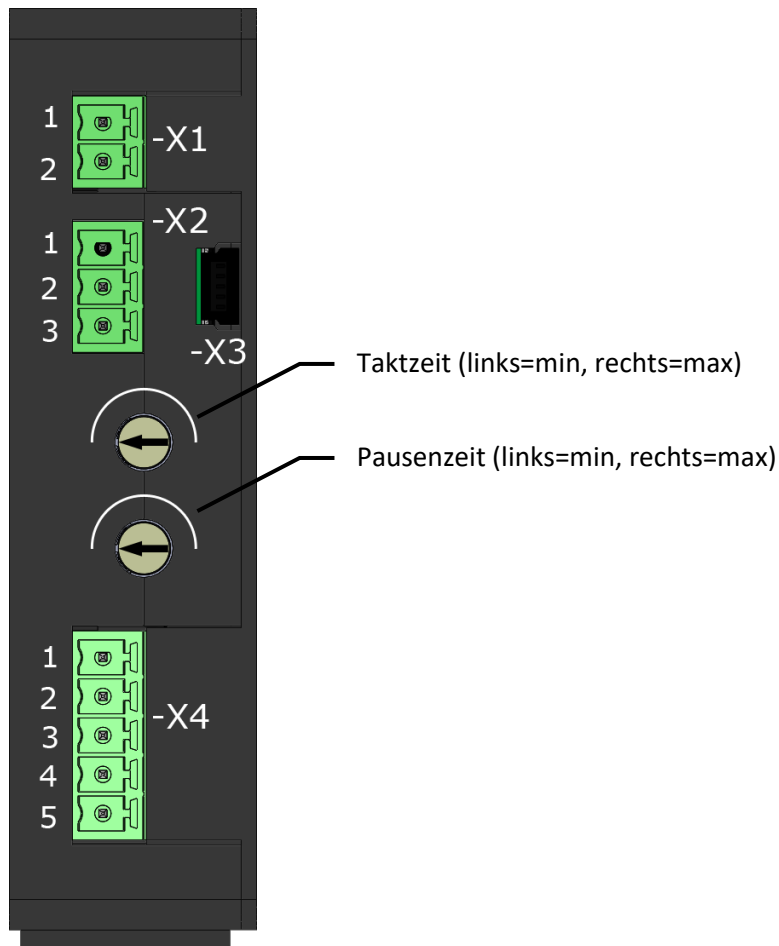 1
-X1
2
-X2
1
2
3
-X3
Taktzeit (links=min, rechts=max)
Pausenzeit (links=min, rechts=max)
1
2
-X4
3
4
5